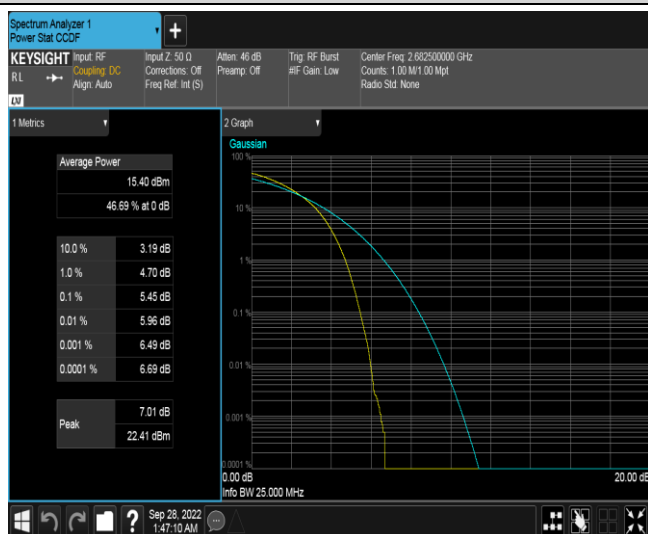 Spectrum Analyzer 1
Power Stat CCDF
+
KEYSIGHT
RL
LXI
Input: RF
Coupling: DC
Align: Auto
Input Z: 50 Ω
Corrections: Off
Freq Ref: Int (S)
Atten: 46 dB
Preamp: Off
Trig: RF Burst
#IF Gain: Low
Center Freq: 2.682500000 GHz
Counts: 1.00 M/1.00 Mpt
Radio Std: None
1 Metrics
Average Power
15.40 dBm
46.69 % at 0 dB
10.0 % 3.19 dB
1.0 % 4.70 dB
0.1 % 5.45 dB
0.01 % 5.96 dB
0.001 % 6.49 dB
0.0001 % 6.69 dB
Peak
7.01 dB
22.41 dBm
2 Graph
Gaussian
100 %
10 %
1 %
0.1 %
0.01 %
0.001 %
0.0001 %
0.00 dB
20.00 dB
Info BW 25.000 MHz
?
Sep 28, 2022
1:47:10 AM